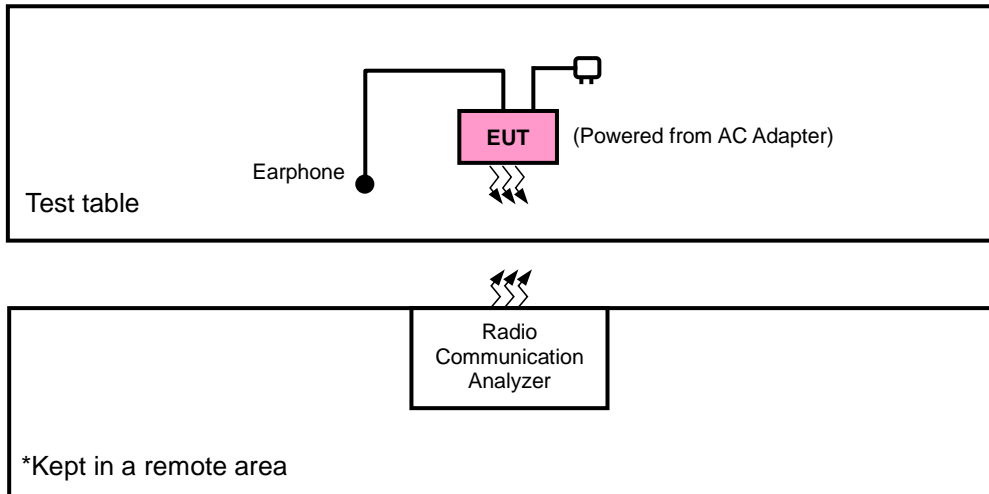 EUT
(Powered from AC Adapter)
Earphone
Test table
Radio
Communication
Analyzer
*Kept in a remote area